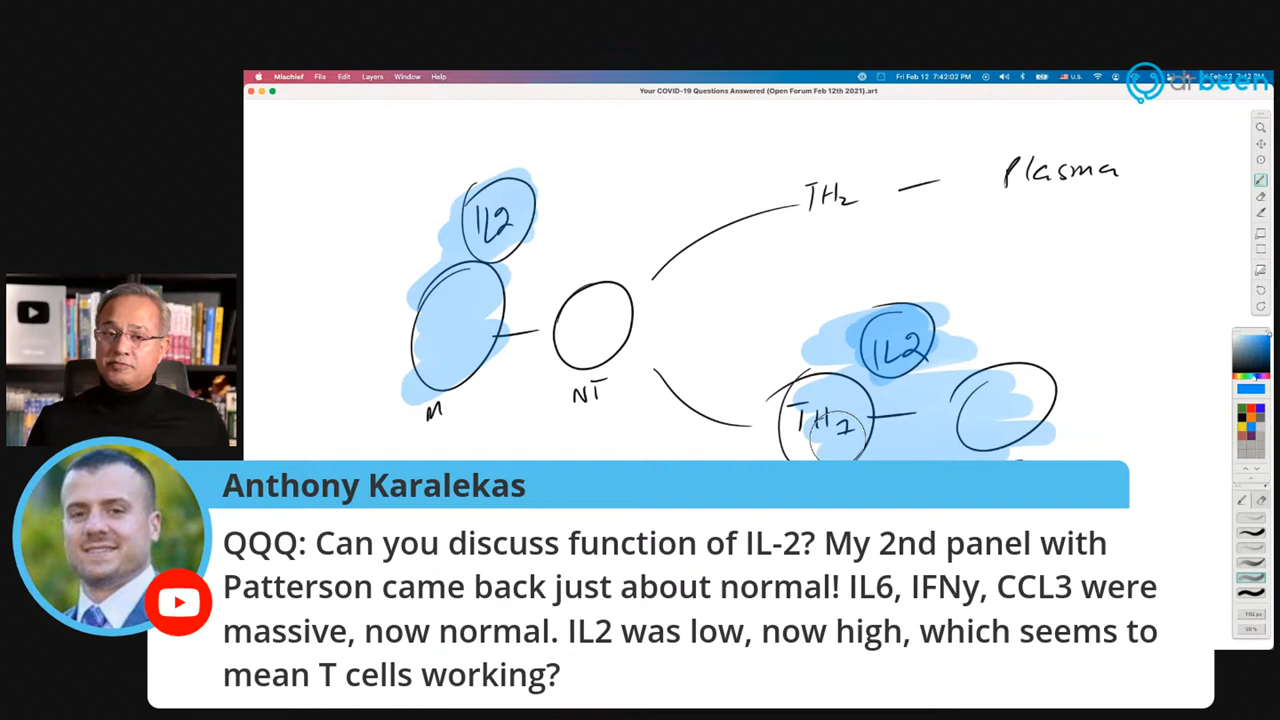 Mischief File Edit Layers Window Help
Fri Feb 12 7:42:02 PM
U.S.
Your COVID-19 Questions Answered (Open Forum Feb 12th 2021).art
drbeen
IL2
TH2 — Plasma
IL2
NT
M
Anthony Karalekas
QQQ: Can you discuss function of IL-2? My 2nd panel with
Patterson came back just about normal! IL6, IFNy, CCL3 were
massive, now normal. IL2 was low, now high, which seems to
mean T cells working?